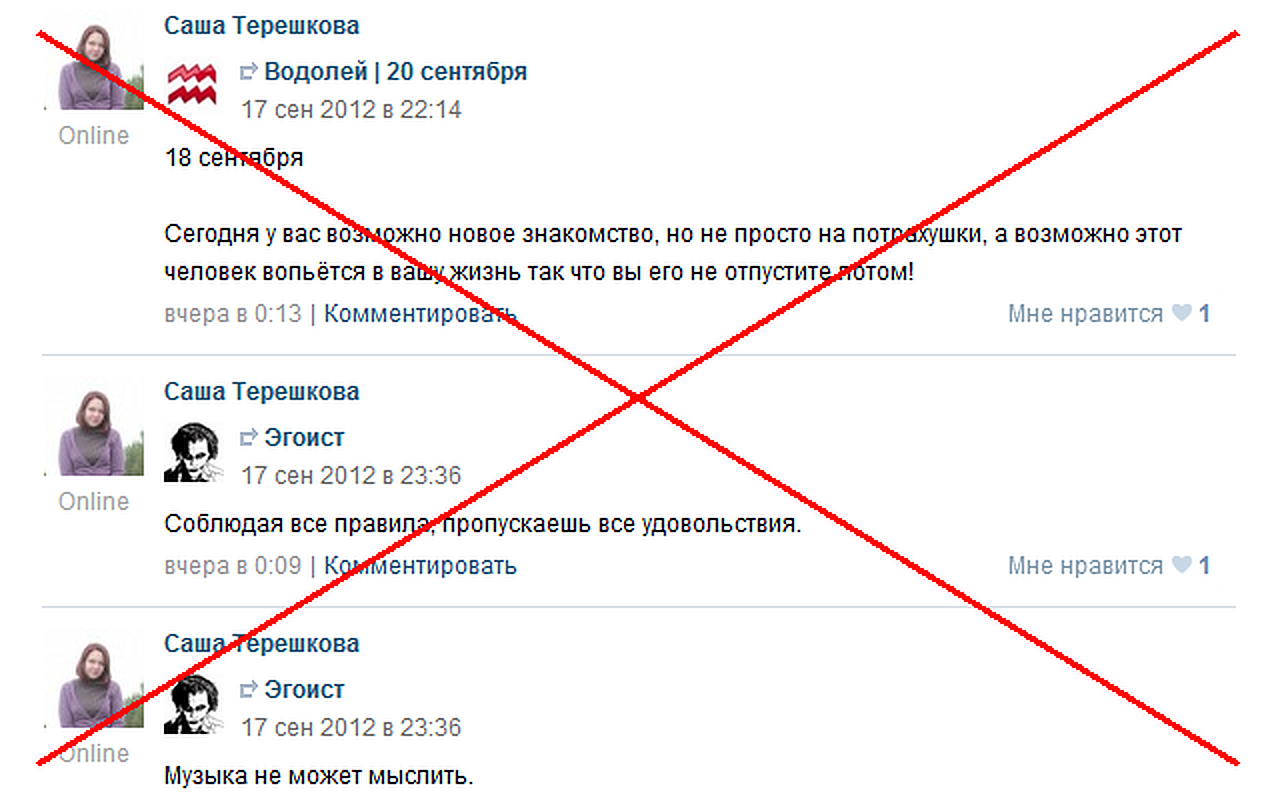 Саша Терешкова
Водолей | 20 сентября
17 сен 2012 в 22:14
Online
18 сентября
Сегодня у вас возможно новое знакомство, но не просто на потрахушки, а возможно этот
человек вопьётся в вашу жизнь так что вы его не отпустите потом!
вчера в 0:13 | Комментировать Мне нравится 1
Саша Терешкова
Эгоист
17 сен 2012 в 23:36
Online
Соблюдая все правила, пропускаешь все удовольствия.
вчера в 0:09 | Комментировать Мне нравится 1
Саша Терешкова
Эгоист
17 сен 2012 в 23:36
Online
Музыка не может мыслить.